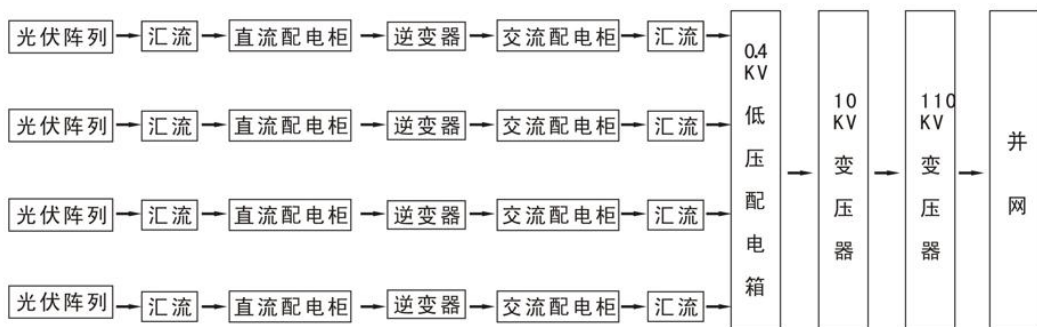 光伏阵列 汇流 直流配电柜 逆变器 交流配电柜 汇流
光伏阵列 汇流 直流配电柜 逆变器 交流配电柜 汇流
光伏阵列 汇流 直流配电柜 逆变器 交流配电柜 汇流
光伏阵列 汇流 直流配电柜 逆变器 交流配电柜 汇流
0.4
KV
低
压
配
电
箱
10
KV
变
压
器
110
KV
变
压
器
并
网